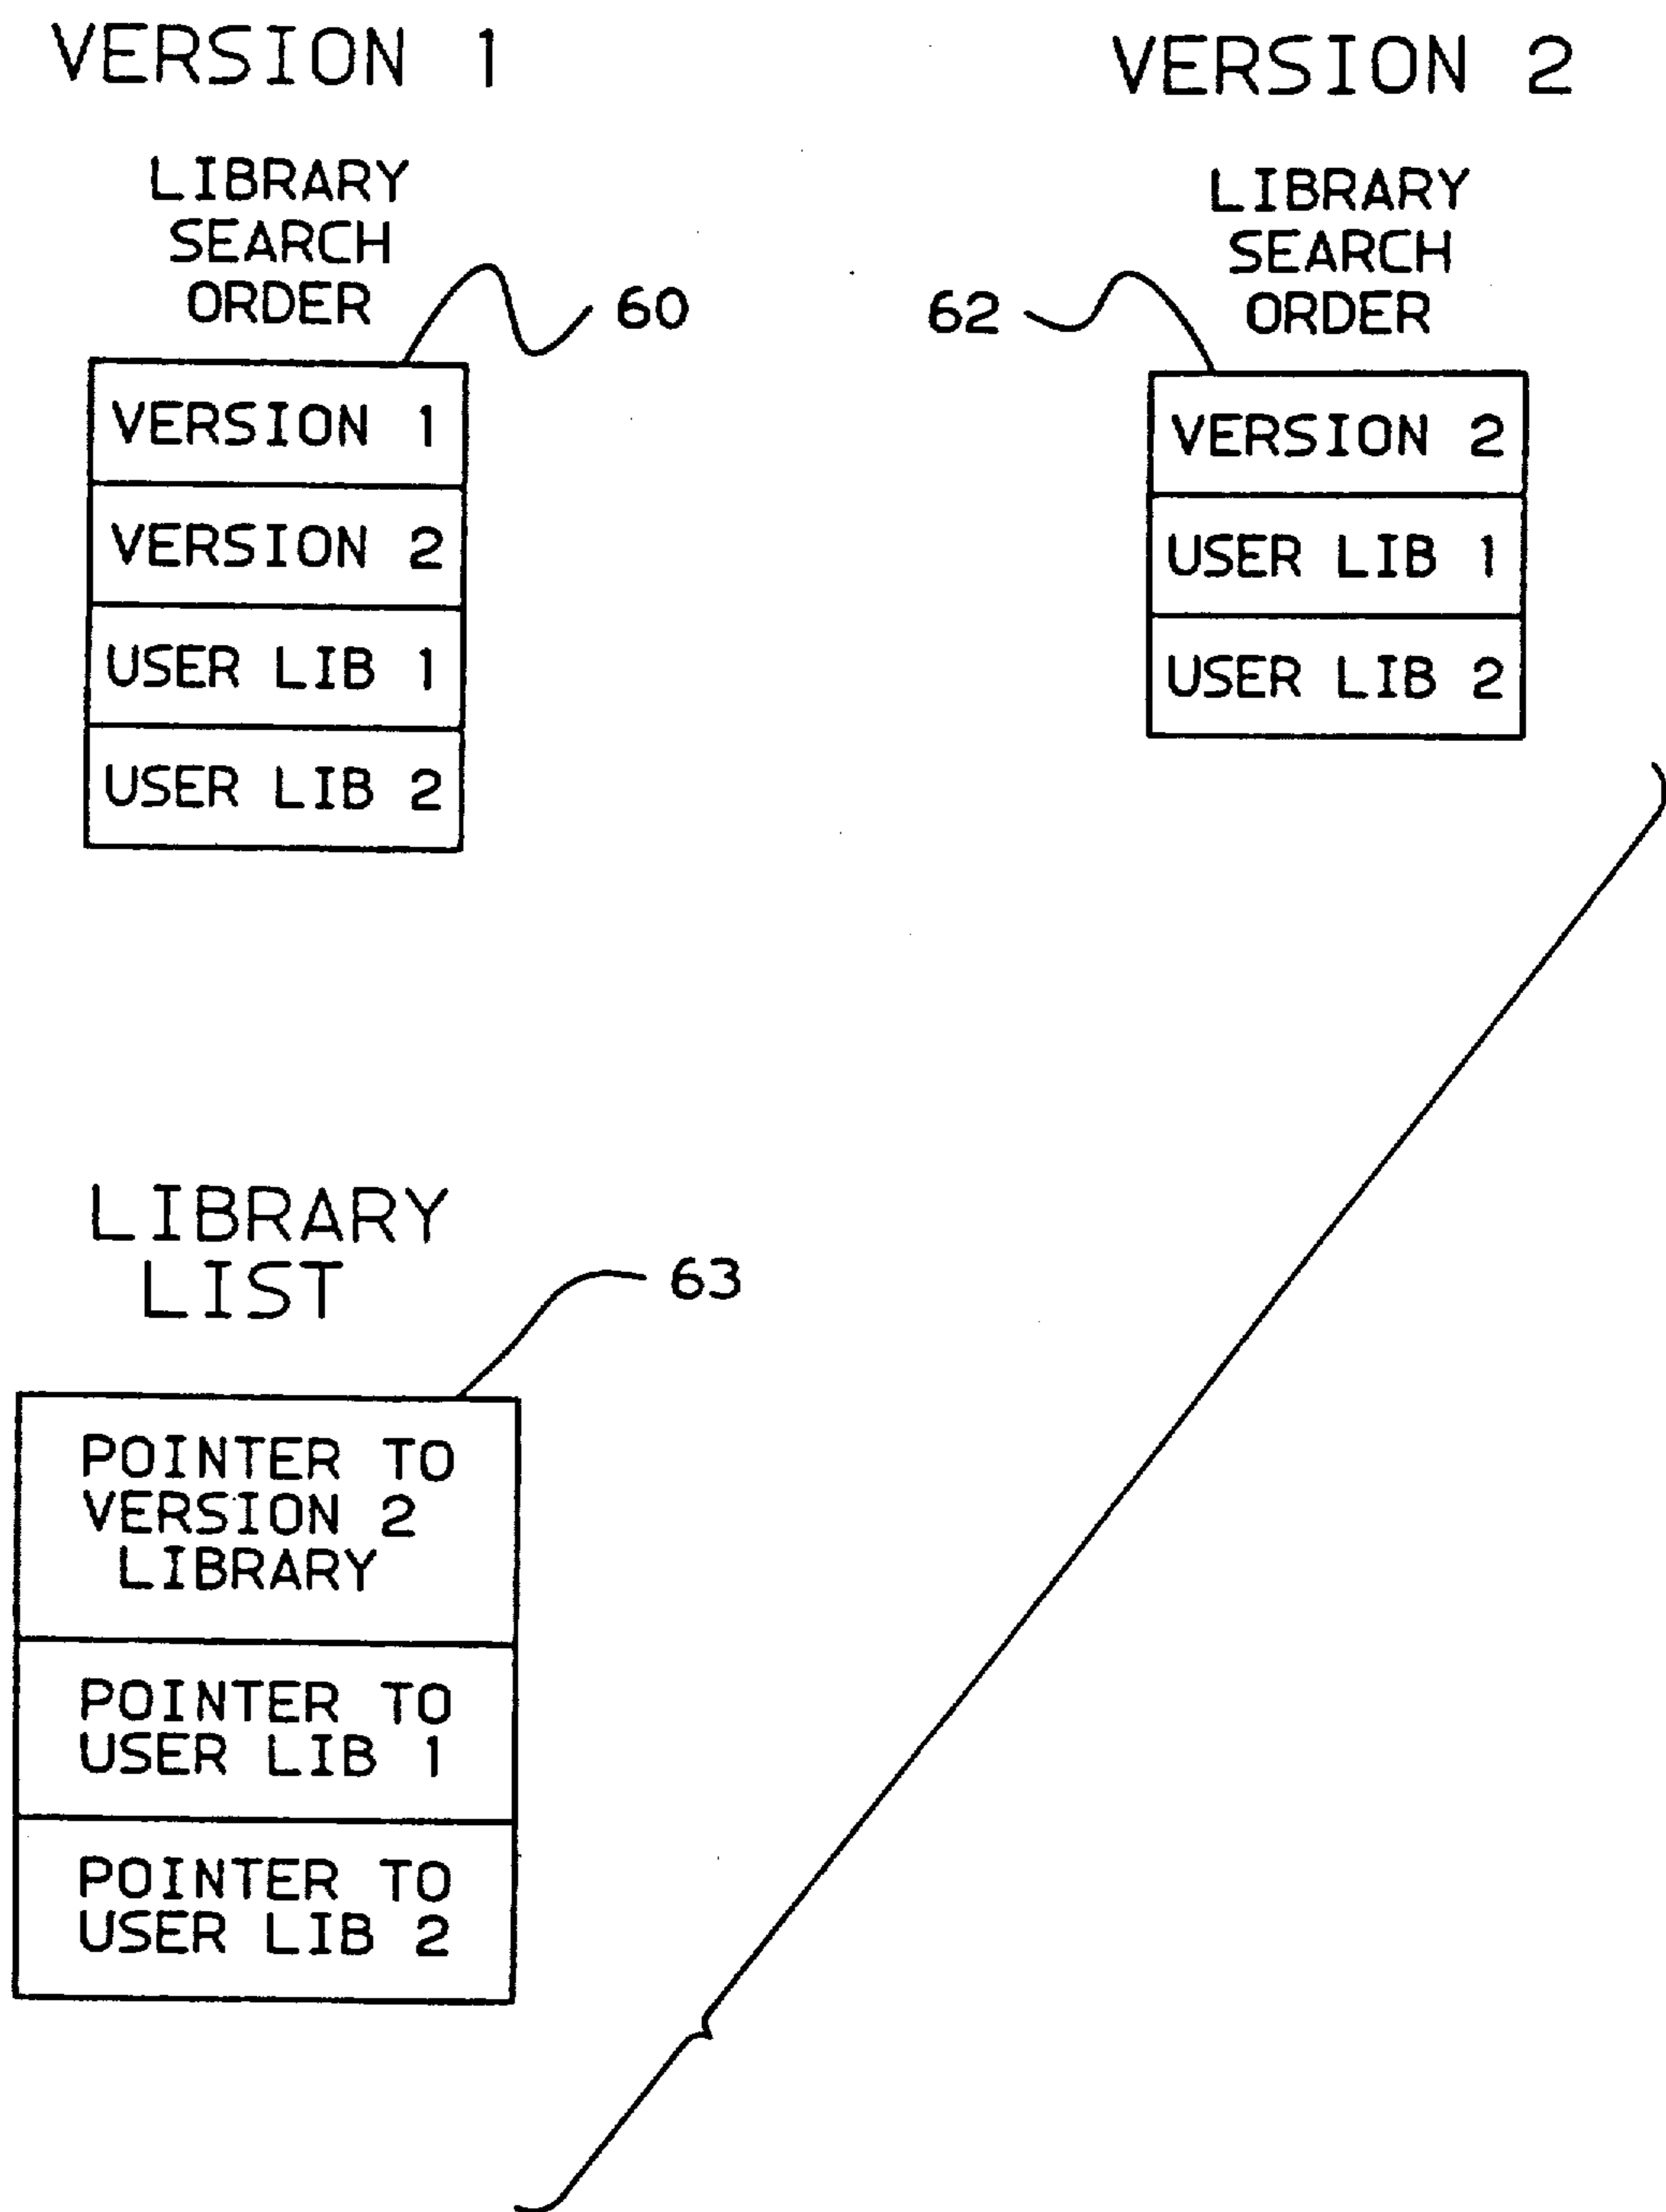 VERSION 1
LIBRARY
SEARCH
ORDER
60
VERSION 1
VERSION 2
USER LIB 1
USER LIB 2
VERSION 2
LIBRARY
SEARCH
ORDER
62
VERSION 2
USER LIB 1
USER LIB 2
LIBRARY
LIST
63
POINTER TO
VERSION 2
LIBRARY
POINTER TO
USER LIB 1
POINTER TO
USER LIB 2